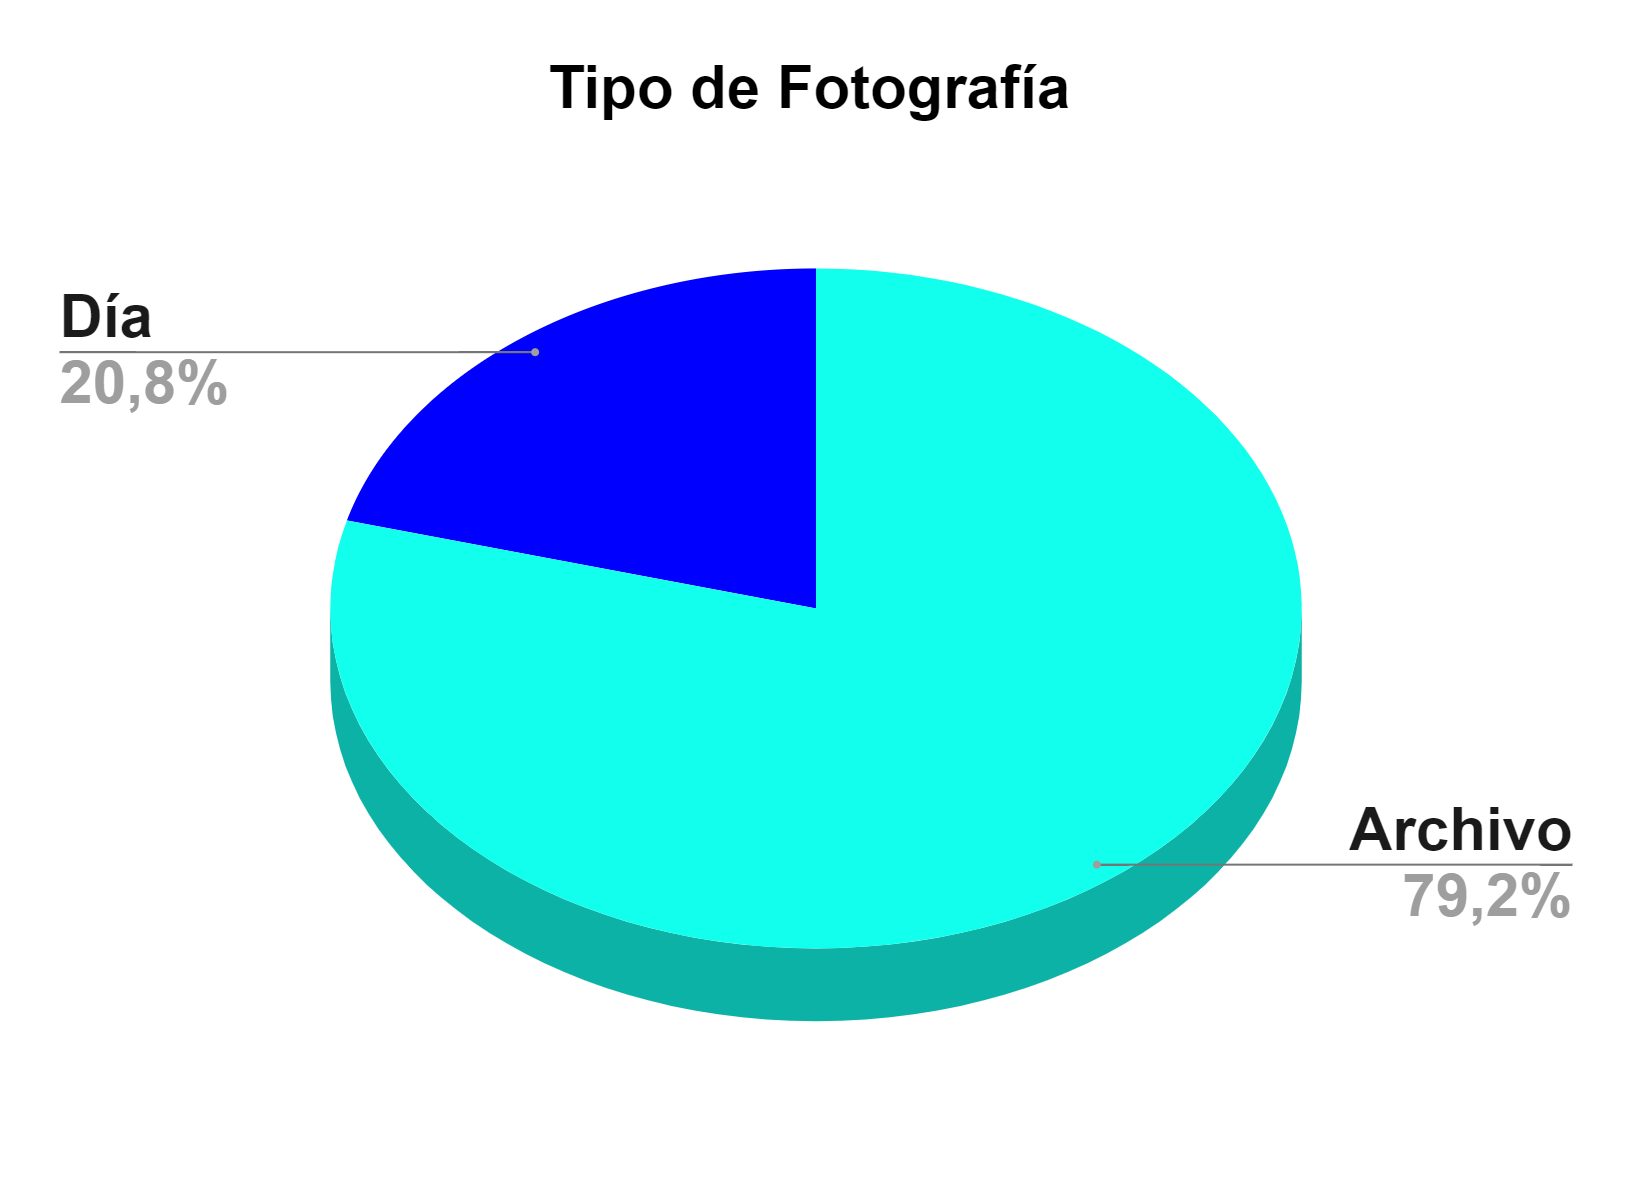 Tipo de Fotografía
Día
20,8%
Archivo
79,2%